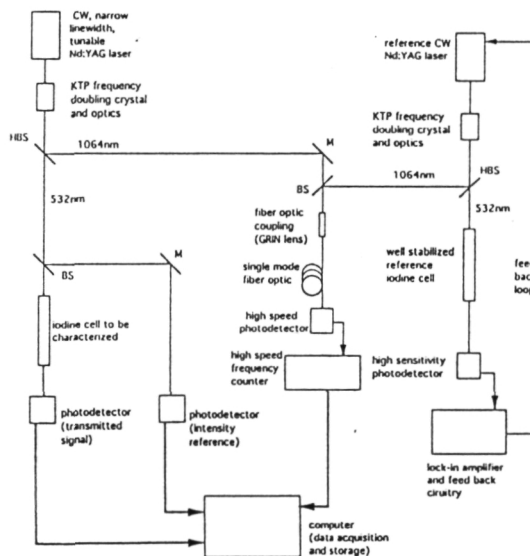 CW, narrow
linewidth,
tunable
Nd:YAG laser
KTP frequency
doubling crystal
and optics
HBS
1064nm
M
532nm
BS
M
iodine cell to be
characterized
photodetector
(transmitted
signal)
photodetector
(intensity
reference)
BS
fiber optic
coupling
(GRIN lens)
single mode
fiber optic
high speed
photodetector
high speed
frequency
counter
computer
(data acquisition
and storage)
reference CW
Nd:YAG laser
KTP frequency
doubling crystal
and optics
1064nm
HBS
532nm
well stabilized
reference
iodine cell
high sensitivity
photodetector
lock-in amplifier
and feed back
ciruitry
feed
back
loop